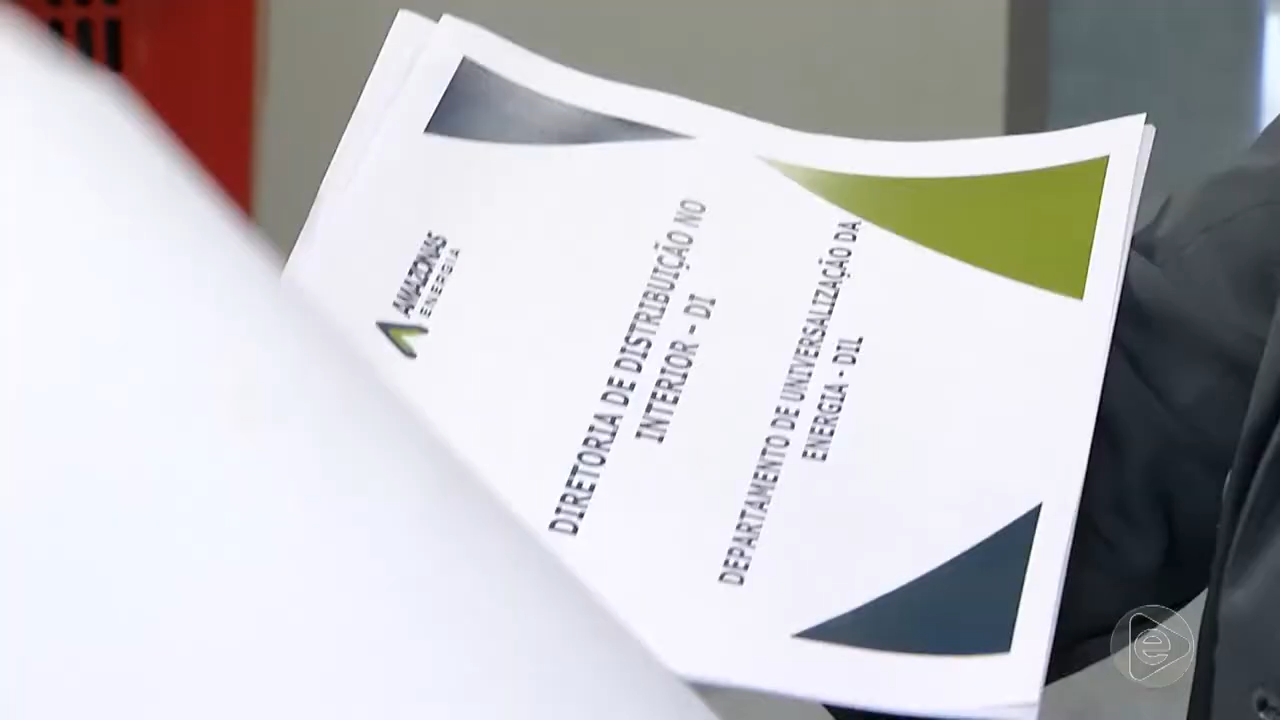 AMAZONAS
ENERGIA
DIRETORIA DE DISTRIBUIÇÃO NO
INTERIOR - DI
DEPARTAMENTO DE UNIVERSALIZAÇÃO DA
ENERGIA - DIL
e